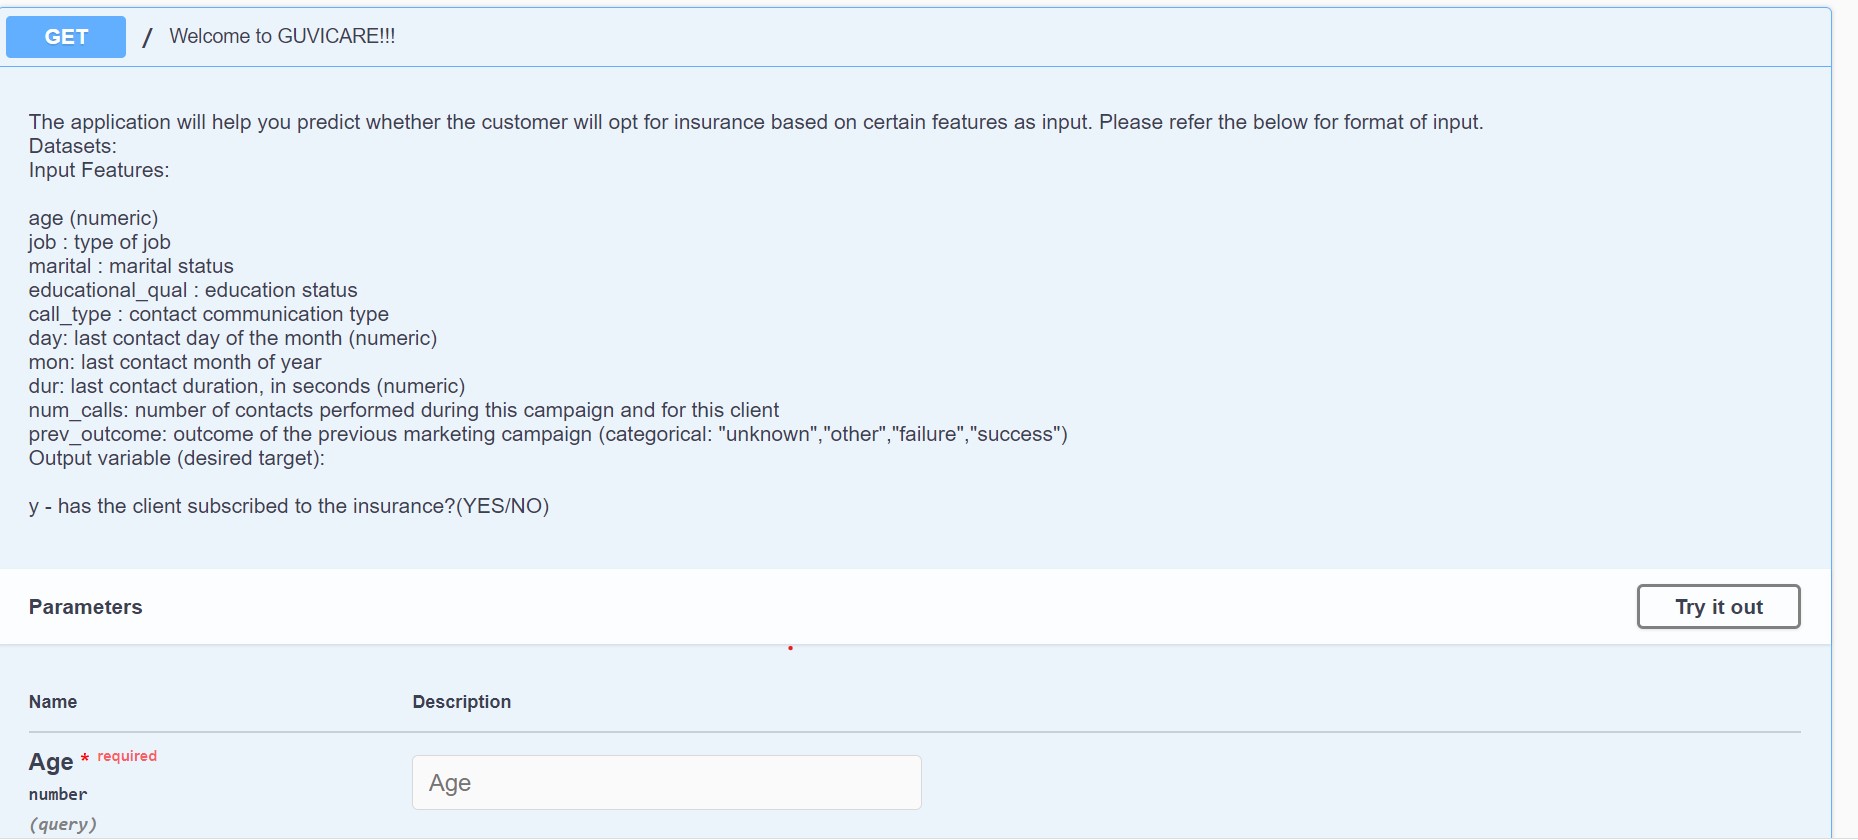 GET / Welcome to GUVICARE!!!
The application will help you predict whether the customer will opt for insurance based on certain features as input. Please refer the below for format of input.
Datasets:
Input Features:
age (numeric)
job : type of job
marital : marital status
educational_qual : education status
call_type : contact communication type
day: last contact day of the month (numeric)
mon: last contact month of year
dur: last contact duration, in seconds (numeric)
num_calls: number of contacts performed during this campaign and for this client
prev_outcome: outcome of the previous marketing campaign (categorical: "unknown","other","failure","success")
Output variable (desired target):
y - has the client subscribed to the insurance?(YES/NO)
Parameters Try it out
Name Description
Age * required
Age
number
(query)